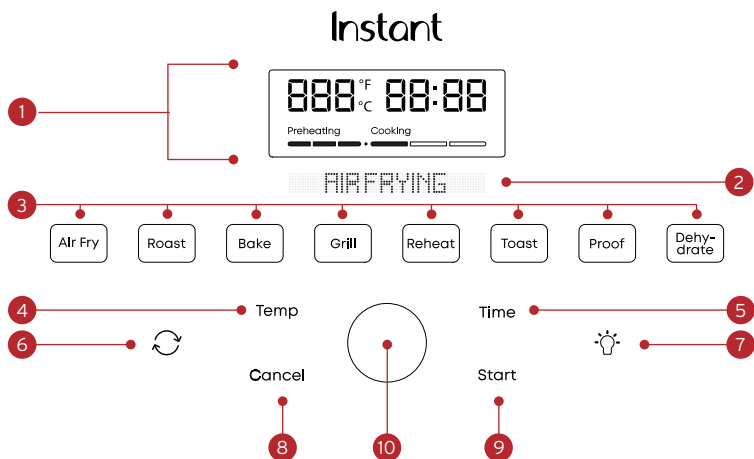 Instant
888 °F °C 88:88
Preheating Cooking
1
AIRFRYING
2
3
Air Fry Roast Bake Grill Reheat Toast Proof Dehy-
drate
4 Temp Time 5
6 7
Cancel Start
8 10 9